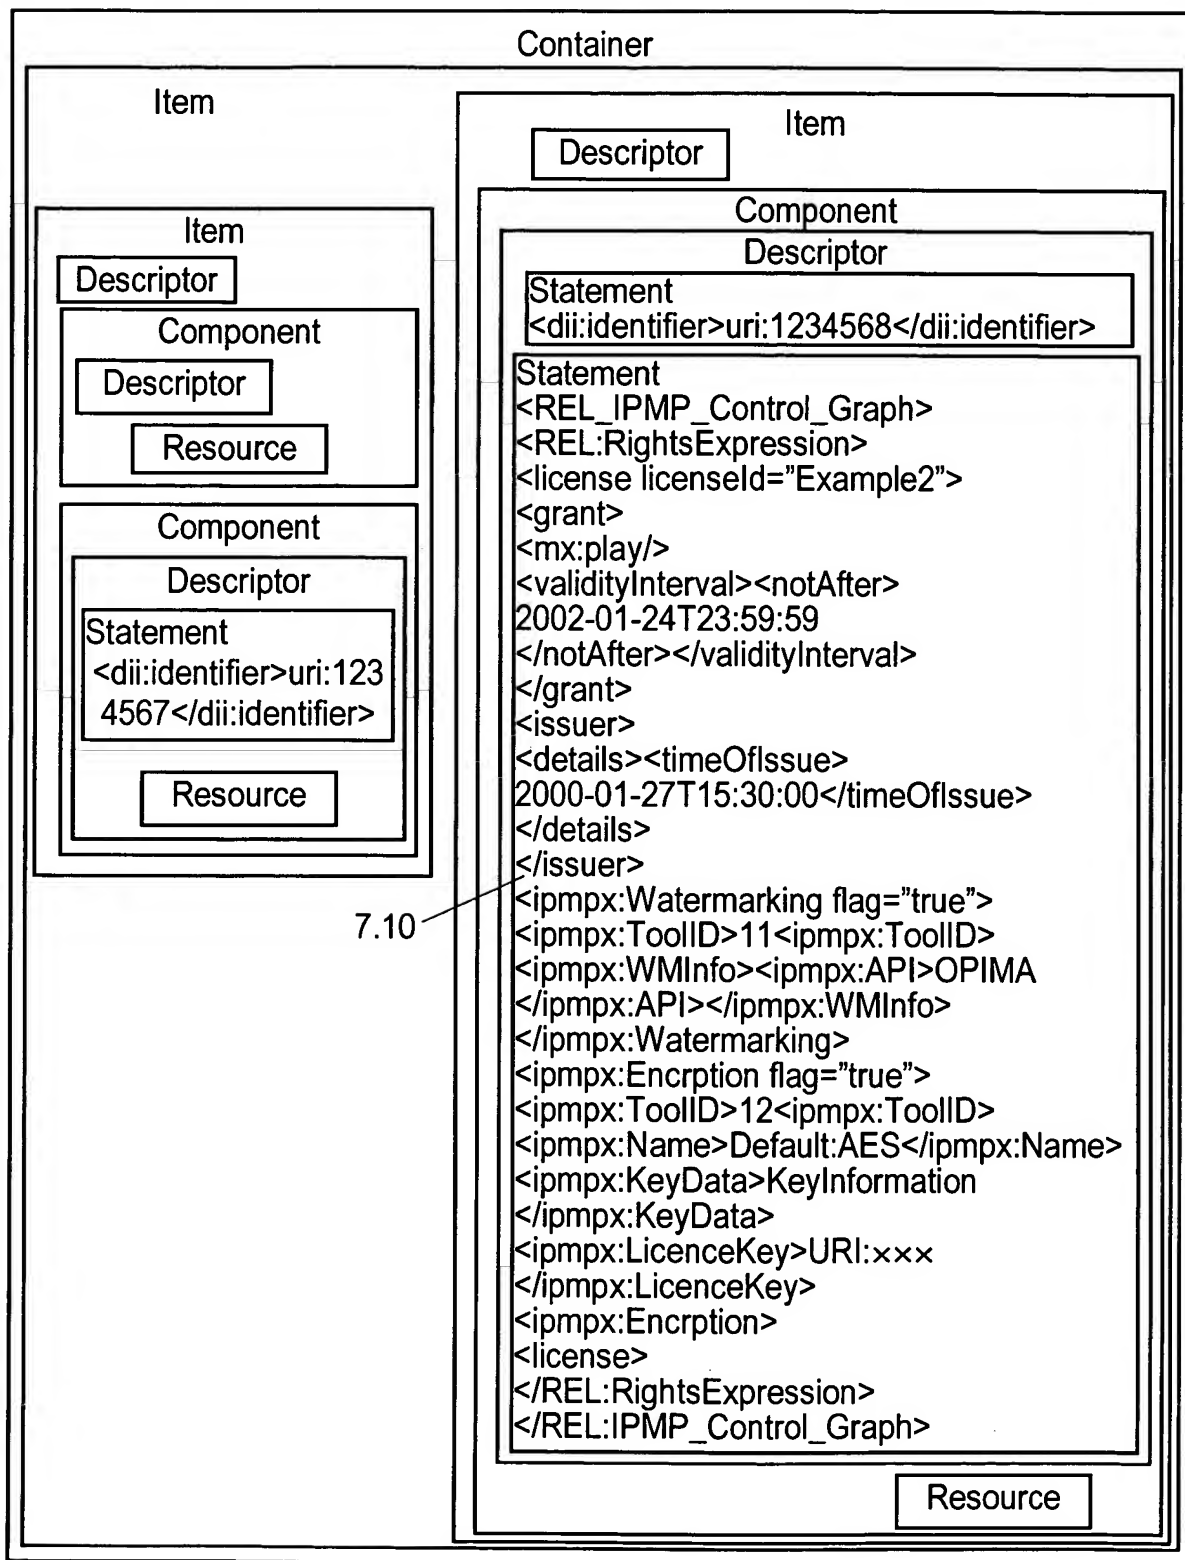 Container
Item
Item
Descriptor
Component
Descriptor
Resource
Component
Descriptor
Statement
<dii:identifier>uri:123
4567</dii:identifier>
Resource
7.10
Item
Descriptor
Component
Descriptor
Statement
<dii:identifier>uri:1234568</dii:identifier>
Statement
<REL_IPMP_Control_Graph>
<REL:RightsExpression>
<license licenseId="Example2">
<grant>
<mx:play/>
<validityInterval><notAfter>
2002-01-24T23:59:59
</notAfter></validityInterval>
</grant>
<issuer>
<details><timeOfIssue>
2000-01-27T15:30:00</timeOfIssue>
</details>
</issuer>
<ipmpx:Watermarking flag="true">
<ipmpx:ToolID>11<ipmpx:ToolID>
<ipmpx:WMInfo><ipmpx:API>OPIMA
</ipmpx:API></ipmpx:WMInfo>
</ipmpx:Watermarking>
<ipmpx:Encrption flag="true">
<ipmpx:ToolID>12<ipmpx:ToolID>
<ipmpx:Name>Default:AES</ipmpx:Name>
<ipmpx:KeyData>KeyInformation
</ipmpx:KeyData>
<ipmpx:LicenceKey>URI:×××
</ipmpx:LicenceKey>
<ipmpx:Encrption>
<license>
</REL:RightsExpression>
</REL:IPMP_Control_Graph>
Resource